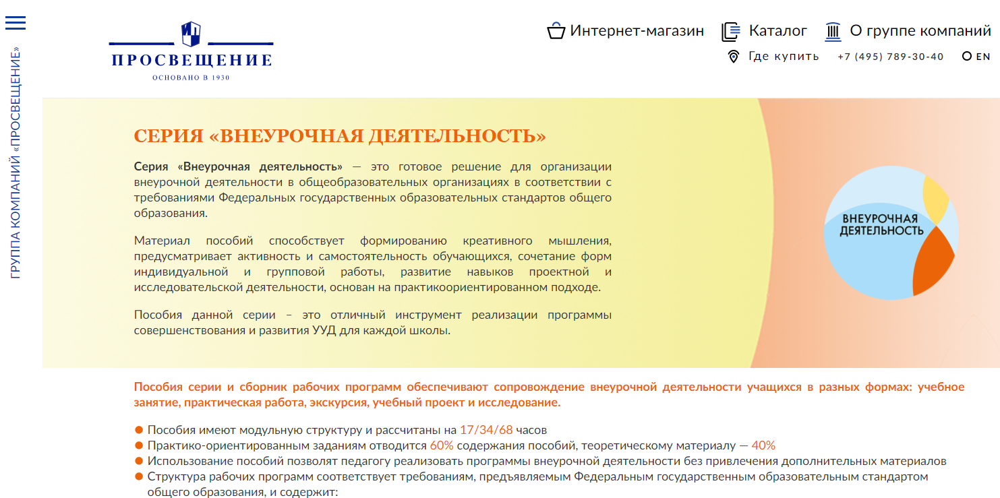 ГРУППА КОМПАНИЙ «ПРОСВЕЩЕНИЕ»
ИП
ПРОСВЕЩЕНИЕ
ОСНОВАНО В 1930
Интернет-магазин
Каталог
О группе компаний
Где купить
+7 (495) 789-30-40
EN
СЕРИЯ «ВНЕУРОЧНАЯ ДЕЯТЕЛЬНОСТЬ»
Серия «Внеурочная деятельность» — это готовое решение для организации
внеурочной деятельности в общеобразовательных организациях в соответствии с
требованиями Федеральных государственных образовательных стандартов общего
образования.
Материал пособий способствует формированию креативного мышления,
предусматривает активность и самостоятельность обучающихся, сочетание форм
индивидуальной и групповой работы, развитие навыков проектной и
исследовательской деятельности, основан на практикоориентированном подходе.
Пособия данной серии – это отличный инструмент реализации программы
совершенствования и развития УУД для каждой школы.
ВНЕУРОЧНАЯ
ДЕЯТЕЛЬНОСТЬ
Пособия серии и сборник рабочих программ обеспечивают сопровождение внеурочной деятельности учащихся в разных формах: учебное
занятие, практическая работа, экскурсия, учебный проект и исследование.
● Пособия имеют модульную структуру и рассчитаны на 17/34/68 часов
● Практико-ориентированным заданиям отводится 60% содержания пособий, теоретическому материалу — 40%
● Использование пособий позволят педагогу реализовать программы внеурочной деятельности без привлечения дополнительных материалов
● Структура рабочих программ соответствует требованиям, предъявляемым Федеральным государственным образовательным стандартом
общего образования, и содержит: